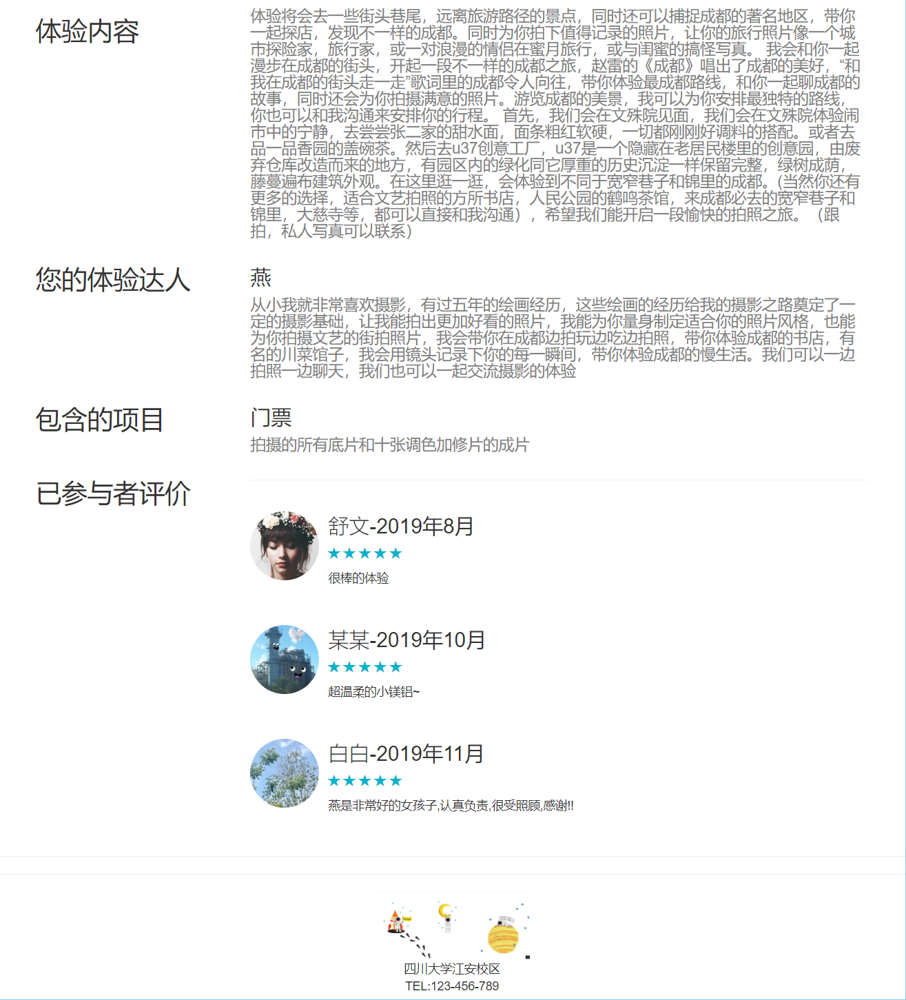 体验内容
体验将会去一些街头巷尾，远离旅游路径的景点，同时还可以捕捉成都的著名地区，带你
一起探店，发现不一样的成都。同时为你拍下值得记录的照片，让你的旅行照片像一个城
市探险家，旅行家，或一对浪漫的情侣在蜜月旅行，或与闺蜜的搞怪写真。 我会和你一起
漫步在成都的街头，开起一段不一样的成都之旅，赵雷的《成都》唱出了成都的美好，“和
我在成都的街头走一走”歌词里的成都令人向往，带你体验最成都路线，和你一起聊成都的
故事，同时还会为你拍摄满意的照片。游览成都的美景，我可以为你安排最独特的路线，
你也可以和我沟通来安排你的行程。 首先，我们会在文殊院见面，我们会在文殊院体验闹
市中的宁静，去尝尝张二家的甜水面，面条粗红软硬，一切都刚刚好调料的搭配。或者去
品一品香园的盖碗茶。然后去u37创意工厂，u37是一个隐藏在老居民楼里的创意园，由废
弃仓库改造而来的地方，有园区内的绿化同它厚重的历史沉淀一样保留完整，绿树成荫，
藤蔓遍布建筑外观。在这里逛一逛，会体验到不同于宽窄巷子和锦里的成都。(当然你还有
更多的选择，适合文艺拍照的方所书店，人民公园的鹤鸣茶馆，来成都必去的宽窄巷子和
锦里，大慈寺等，都可以直接和我沟通），希望我们能开启一段愉快的拍照之旅。（跟
拍，私人写真可以联系）
您的体验达人
燕
从小我就非常喜欢摄影，有过五年的绘画经历，这些绘画的经历给我的摄影之路奠定了一
定的摄影基础，让我能拍出更加好看的照片，我能为你量身制定适合你的照片风格，也能
为你拍摄文艺的街拍照片，我会带你在成都边拍玩边吃边拍照，带你体验成都的书店，有
名的川菜馆子，我会用镜头记录下你的每一瞬间，带你体验成都的慢生活。我们可以一边
拍照一边聊天，我们也可以一起交流摄影的体验
包含的项目
门票
拍摄的所有底片和十张调色加修片的成片
已参与者评价
舒文-2019年8月
★★★★★
很棒的体验
某某-2019年10月
★★★★★
超温柔的小镁铝~
白白-2019年11月
★★★★★
燕是非常好的女孩子,认真负责,很受照顾,感谢!!
四川大学江安校区
TEL:123-456-789